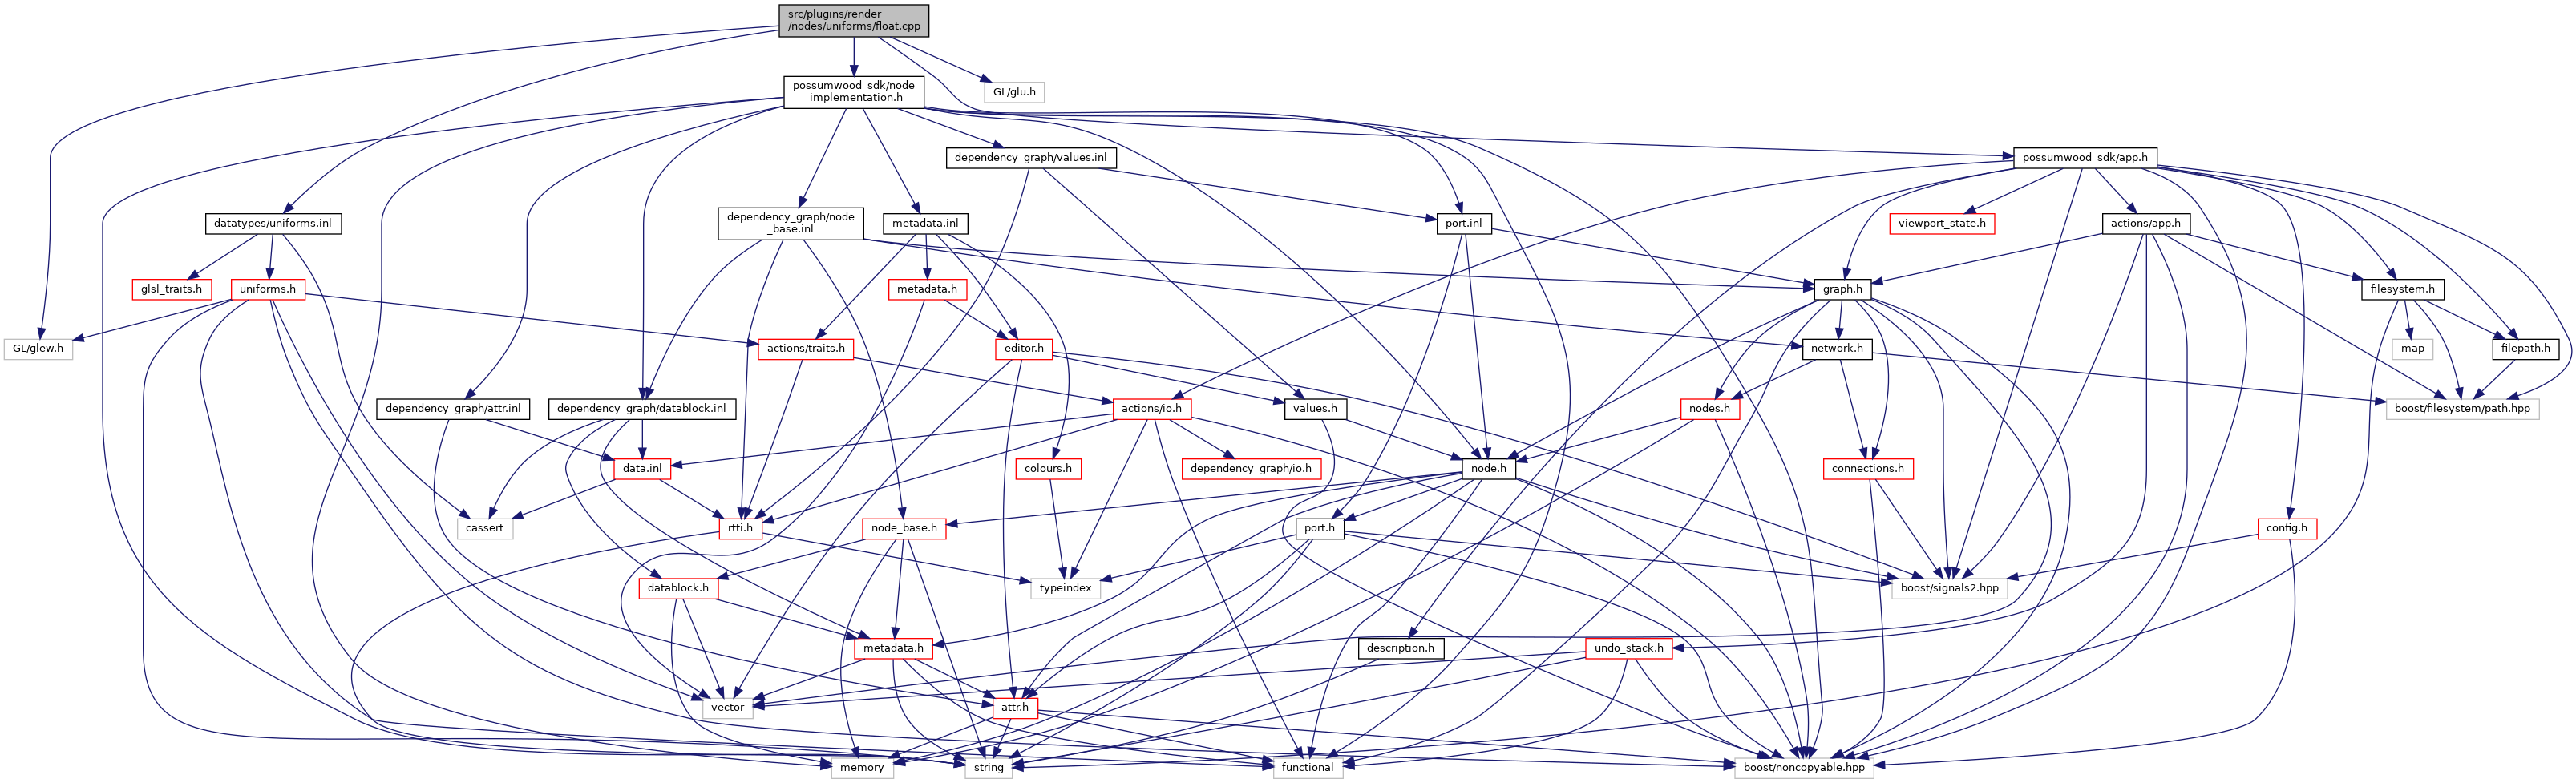 src/plugins/render
/nodes/uniforms/float.cpp
possumwood_sdk/node
_implementation.h
GL/glu.h
dependency_graph/values.inl
possumwood_sdk/app.h
datatypes/uniforms.inl
dependency_graph/node
_base.inl
metadata.inl
port.inl
viewport_state.h
actions/app.h
glsl_traits.h
uniforms.h
metadata.h
graph.h
filesystem.h
GL/glew.h
actions/traits.h
editor.h
network.h
map
filepath.h
dependency_graph/attr.inl
dependency_graph/datablock.inl
actions/io.h
values.h
nodes.h
boost/filesystem/path.hpp
data.inl
colours.h
dependency_graph/io.h
node.h
connections.h
cassert
rtti.h
node_base.h
port.h
config.h
datablock.h
typeindex
boost/signals2.hpp
metadata.h
description.h
undo_stack.h
vector
attr.h
memory
string
functional
boost/noncopyable.hpp